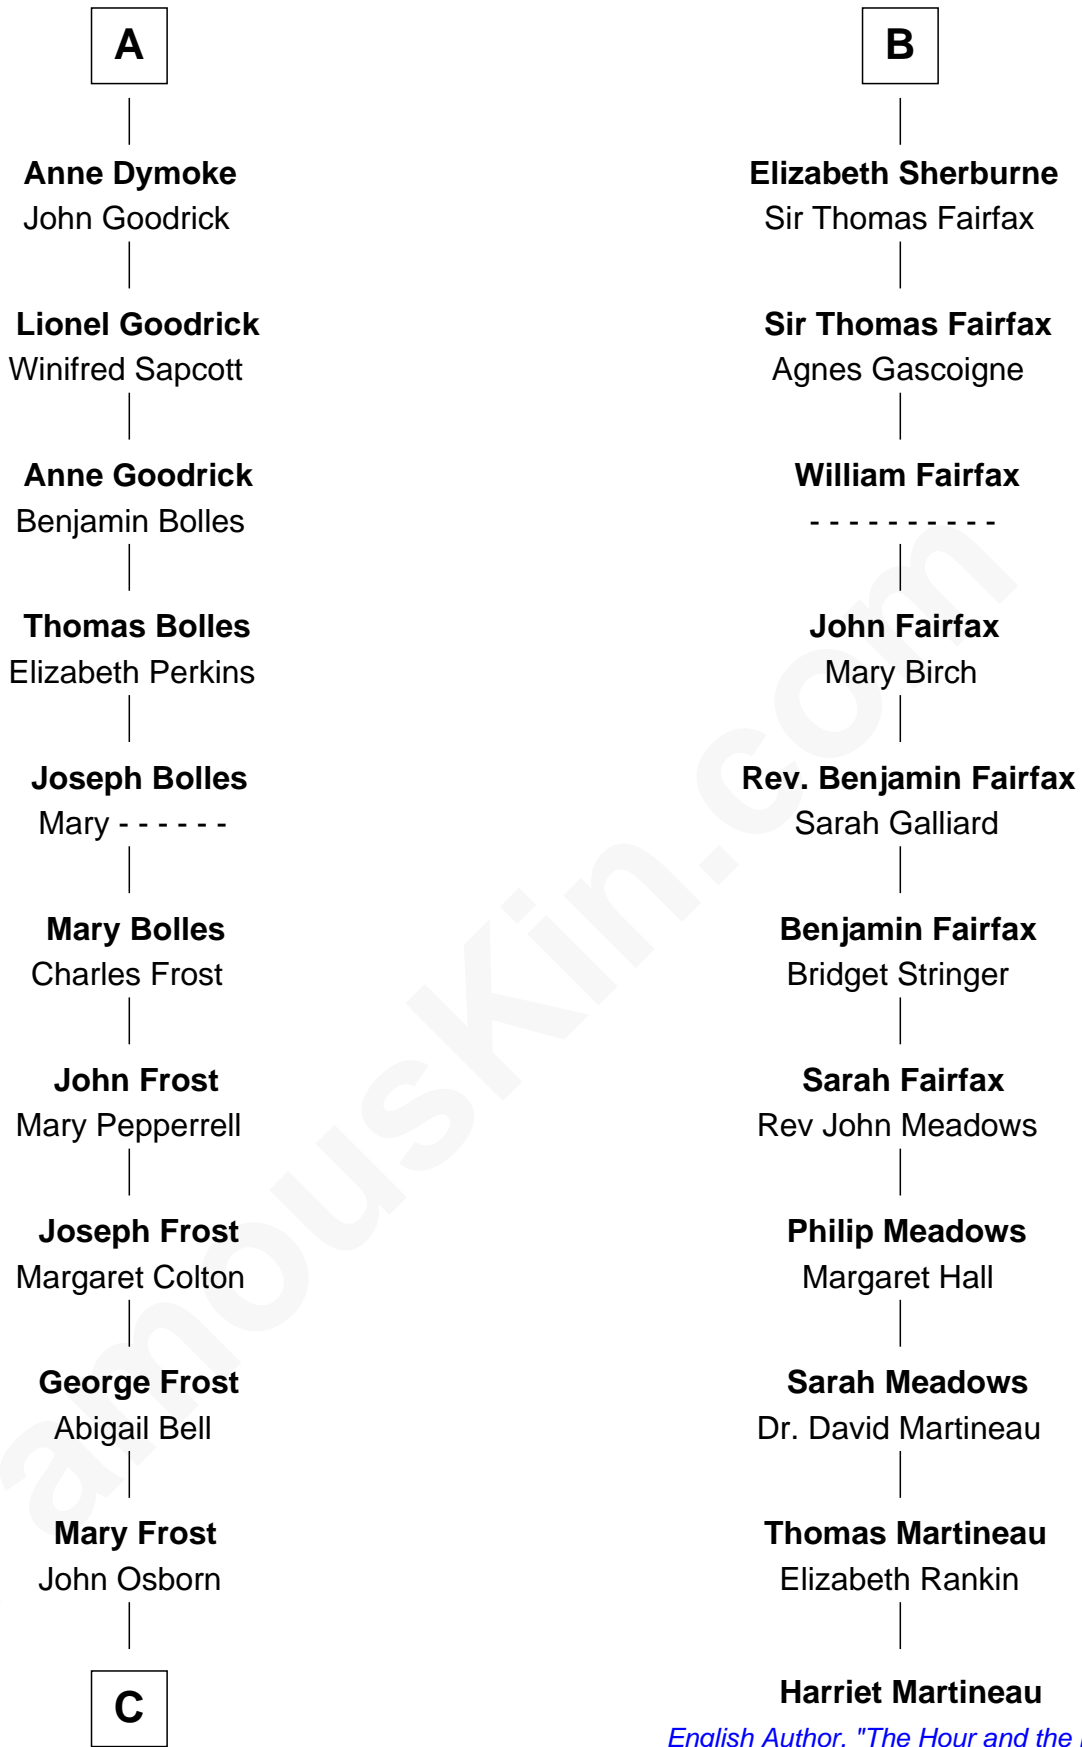 A
Anne Dymoke
John Goodrick
Lionel Goodrick
Winifred Sapcott
Anne Goodrick
Benjamin Bolles
Thomas Bolles
Elizabeth Perkins
Joseph Bolles
Mary - - - - - -
Mary Bolles
Charles Frost
John Frost
Mary Pepperrell
Joseph Frost
Margaret Colton
George Frost
Abigail Bell
Mary Frost
John Osborn
C
B
Elizabeth Sherburne
Sir Thomas Fairfax
Sir Thomas Fairfax
Agnes Gascoigne
William Fairfax
- - - - - - - - - -
John Fairfax
Mary Birch
Rev. Benjamin Fairfax
Sarah Galliard
Benjamin Fairfax
Bridget Stringer
Sarah Fairfax
Rev John Meadows
Philip Meadows
Margaret Hall
Sarah Meadows
Dr. David Martineau
Thomas Martineau
Elizabeth Rankin
Harriet Martineau
English Author, "The Hour and the
amouskin.com